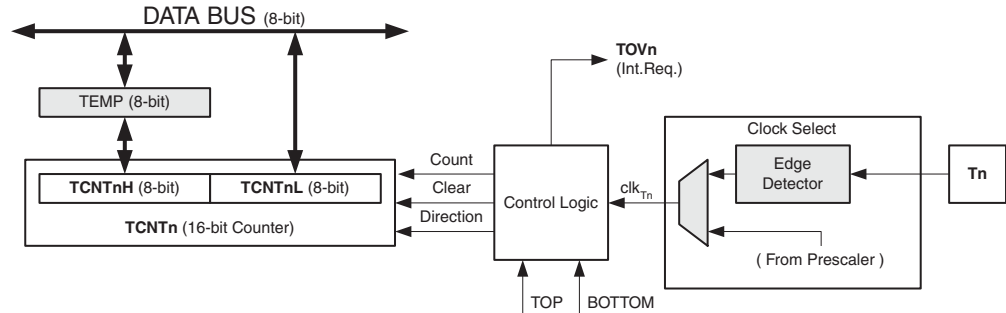 DATA BUS (8-bit)
TOVn
(Int.Req.)
TEMP (8-bit)
Clock Select
Count
Edge
Detector
TCNTnH (8-bit) TCNTnL (8-bit)
Clear
Control Logic
clkTn
Tn
TCNTn (16-bit Counter)
Direction
( From Prescaler )
TOP
BOTTOM